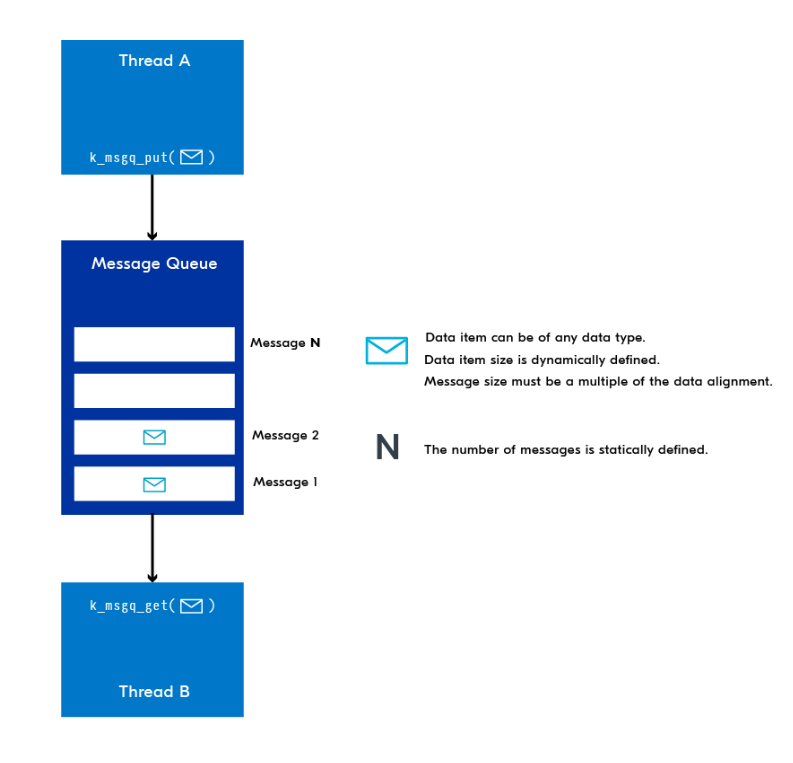 Thread A
k_msgq_put( )
Message Queue
Message N
Data item can be of any data type.
Data item size is dynamically defined.
Message size must be a multiple of the data alignment.
Message 2
N The number of messages is statically defined.
Message 1
k_msgq_get( )
Thread B